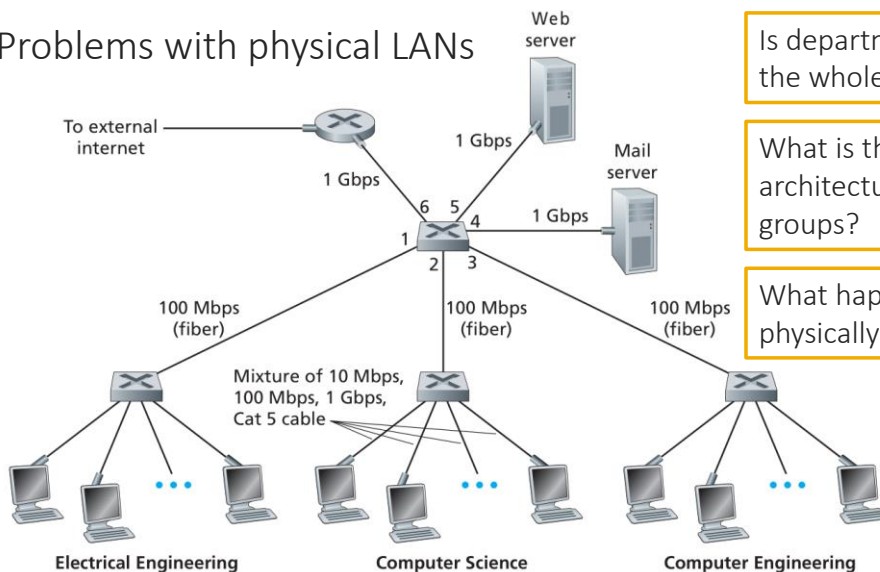 Problems with physical LANs
Is departm
the whole
What is th
architectu
groups?
What hap
physically
Web
server
To external
internet
1 Gbps
1 Gbps
Mail
server
1 Gbps
6
5
4
1
2
3
100 Mbps
(fiber)
100 Mbps
(fiber)
100 Mbps
(fiber)
Mixture of 10 Mbps,
100 Mbps, 1 Gbps,
Cat 5 cable
Electrical Engineering
Computer Science
Computer Engineering